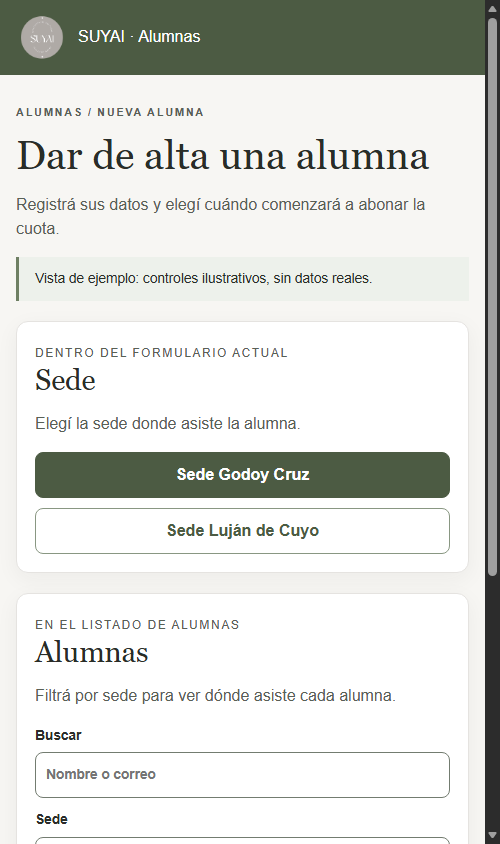 SUYAI
SUYAI · Alumnas
ALUMNAS / NUEVA ALUMNA
Dar de alta una alumna
Registrá sus datos y elegí cuándo comenzará a abonar la
cuota.
Vista de ejemplo: controles ilustrativos, sin datos reales.
DENTRO DEL FORMULARIO ACTUAL
Sede
Elegí la sede donde asiste la alumna.
Sede Godoy Cruz
Sede Luján de Cuyo
EN EL LISTADO DE ALUMNAS
Alumnas
Filtrá por sede para ver dónde asiste cada alumna.
Buscar
Nombre o correo
Sede